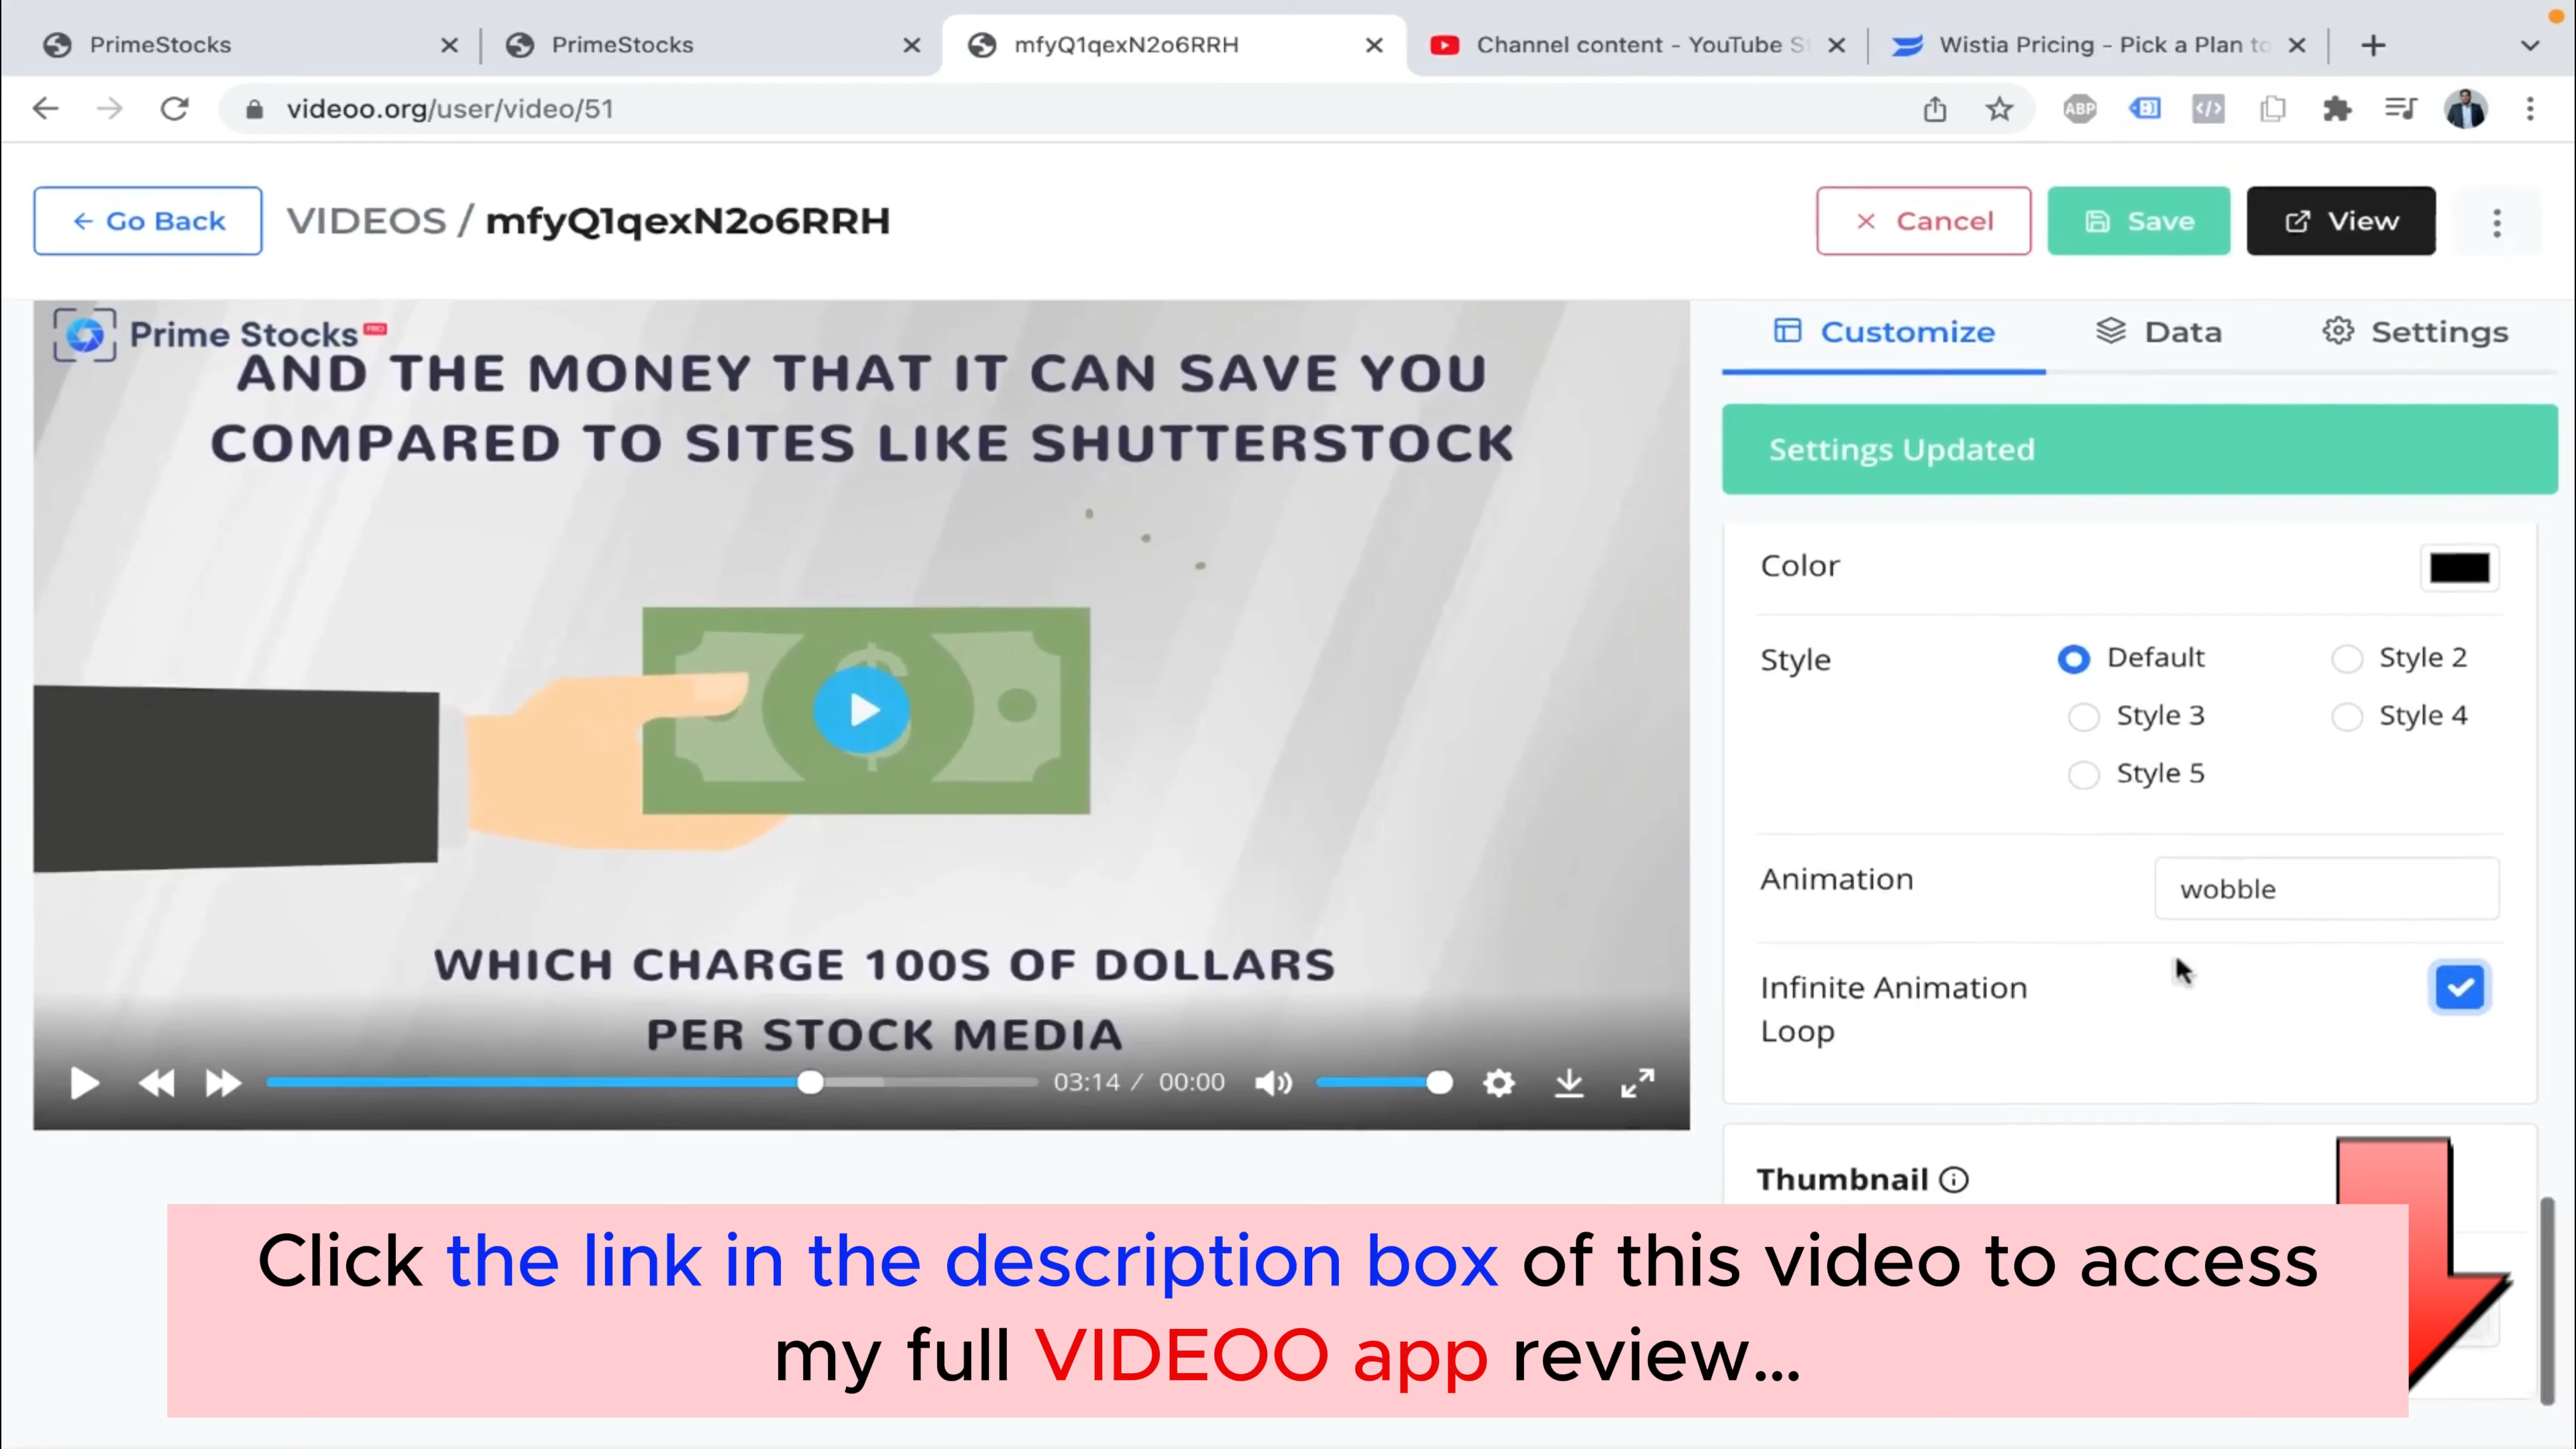 PrimeStocks
PrimeStocks
mfyQ1qexN2o6RRH
Channel content - YouTube S
Wistia Pricing - Pick a Plan to
videoo.org/user/video/51
ABP
Go Back
VIDEOS / mfyQ1qexN2o6RRH
Cancel
Save
View
Prime Stocks PRO
AND THE MONEY THAT IT CAN SAVE YOU
COMPARED TO SITES LIKE SHUTTERSTOCK
WHICH CHARGE 100S OF DOLLARS
PER STOCK MEDIA
03:14 / 00:00
Customize
Data
Settings
Settings Updated
Color
Style
Default
Style 2
Style 3
Style 4
Style 5
Animation
wobble
Infinite Animation
Loop
Thumbnail
Click the link in the description box of this video to access
my full VIDEOO app review...